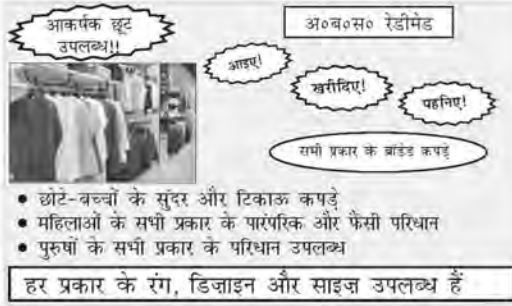 आकर्षक छूट
उपलब्ध!!
अ०ब०स० रेडीमेड
आइए!
खरीदिए!
पहनिए!
सभी प्रकार के ब्रांडेड कपड़े
• छोटे-बच्चों के सुंदर और टिकाऊ कपड़े
• महिलाओं के सभी प्रकार के पारंपरिक और फैंसी परिधान
• पुरुषों के सभी प्रकार के परिधान उपलब्ध
हर प्रकार के रंग, डिज़ाइन और साइज़ उपलब्ध हैं